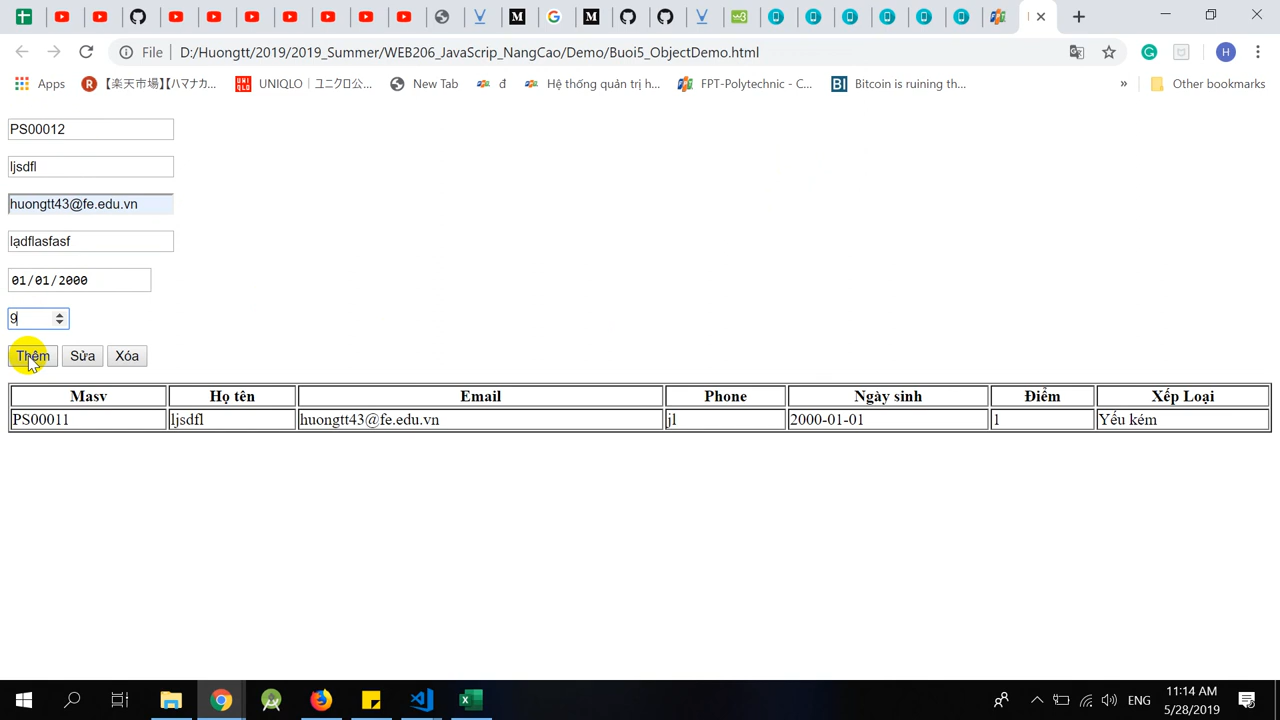 File | D:/Huongtt/2019/2019_Summer/WEB206_JavaScrip_NangCao/Demo/Buoi5_ObjectDemo.html
H
Apps
R
【楽天市場】【ハマナカ...
UNIQLO｜ユニクロ公...
New Tab
đ
Hệ thống quản trị h...
FPT-Polytechnic - C...
BI
Bitcoin is ruining th...
»
Other bookmarks
PS00012
ljsdfl
huongtt43@fe.edu.vn
lạdflasfasf
01/01/2000
9
Thêm Sửa Xóa
Masv Họ tên Email Phone Ngày sinh Điểm Xếp Loại
PS00011 ljsdfl huongtt43@fe.edu.vn jl 2000-01-01 1 Yếu kém
ENG
11:14 AM
5/28/2019